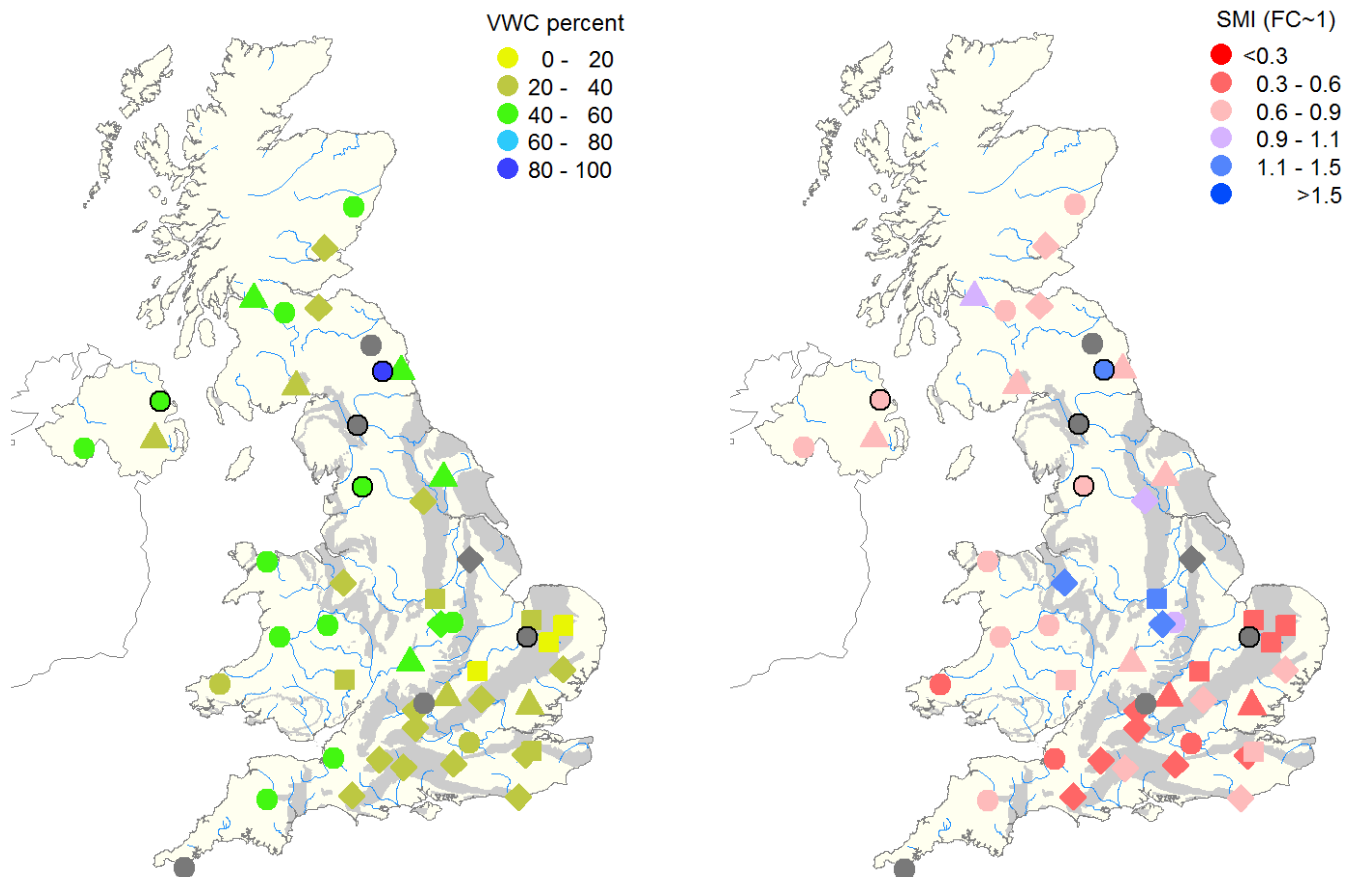 VWC percent
0 - 20
20 - 40
40 - 60
60 - 80
80 - 100
SMI (FC~1)
<0.3
0.3 - 0.6
0.6 - 0.9
0.9 - 1.1
1.1 - 1.5
>1.5